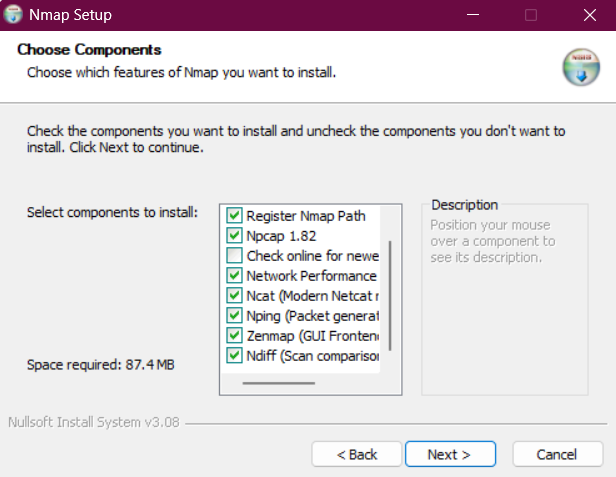 Nmap Setup
Choose Components
Choose which features of Nmap you want to install.
Check the components you want to install and uncheck the components you don't want to
install. Click Next to continue.
Select components to install:
Register Nmap Path
Npcap 1.82
Check online for newe
Network Performance
Ncat (Modern Netcat r
Nping (Packet generat
Zenmap (GUI Frontend
Ndiff (Scan comparisor
Description
Position your mouse
over a component to
see its description.
Space required: 87.4 MB
Nullsoft Install System v3.08
< Back
Next >
Cancel